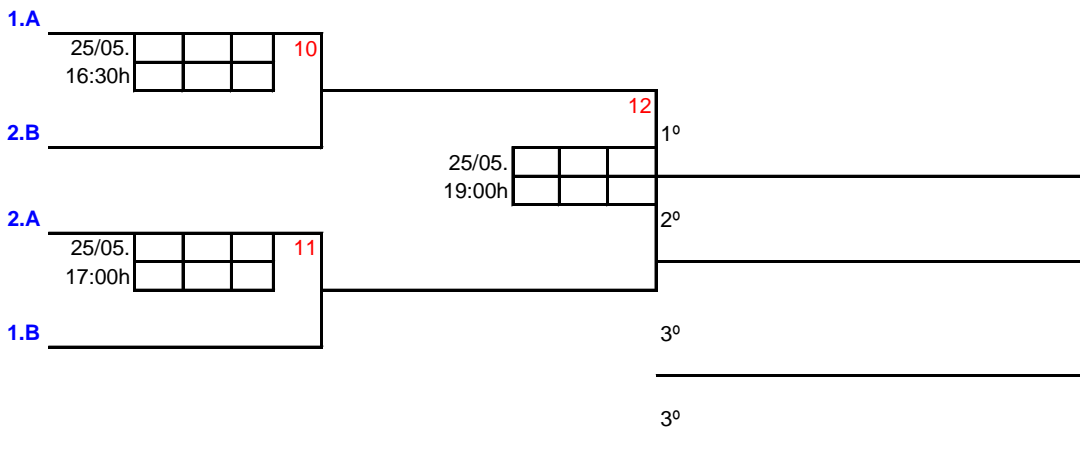 1.A
25/05. 10
16:30h
12
2.B
1º
25/05.
19:00h
2.A
2º
25/05. 11
17:00h
1.B
3º
3º